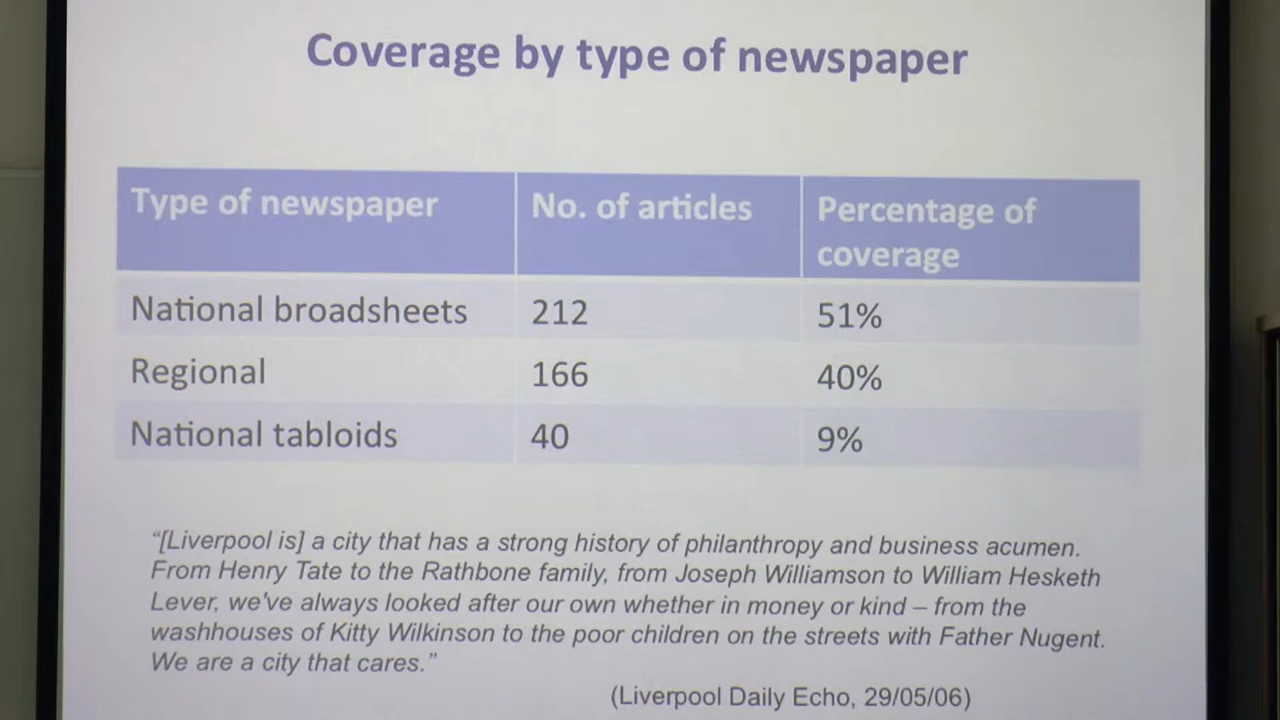 Coverage by type of newspaper
Type of newspaper No. of articles Percentage of
coverage
National broadsheets 212 51%
Regional 166 40%
National tabloids 40 9%
“[Liverpool is] a city that has a strong history of philanthropy and business acumen.
From Henry Tate to the Rathbone family, from Joseph Williamson to William Hesketh
Lever, we've always looked after our own whether in money or kind – from the
washhouses of Kitty Wilkinson to the poor children on the streets with Father Nugent.
We are a city that cares.”
(Liverpool Daily Echo, 29/05/06)